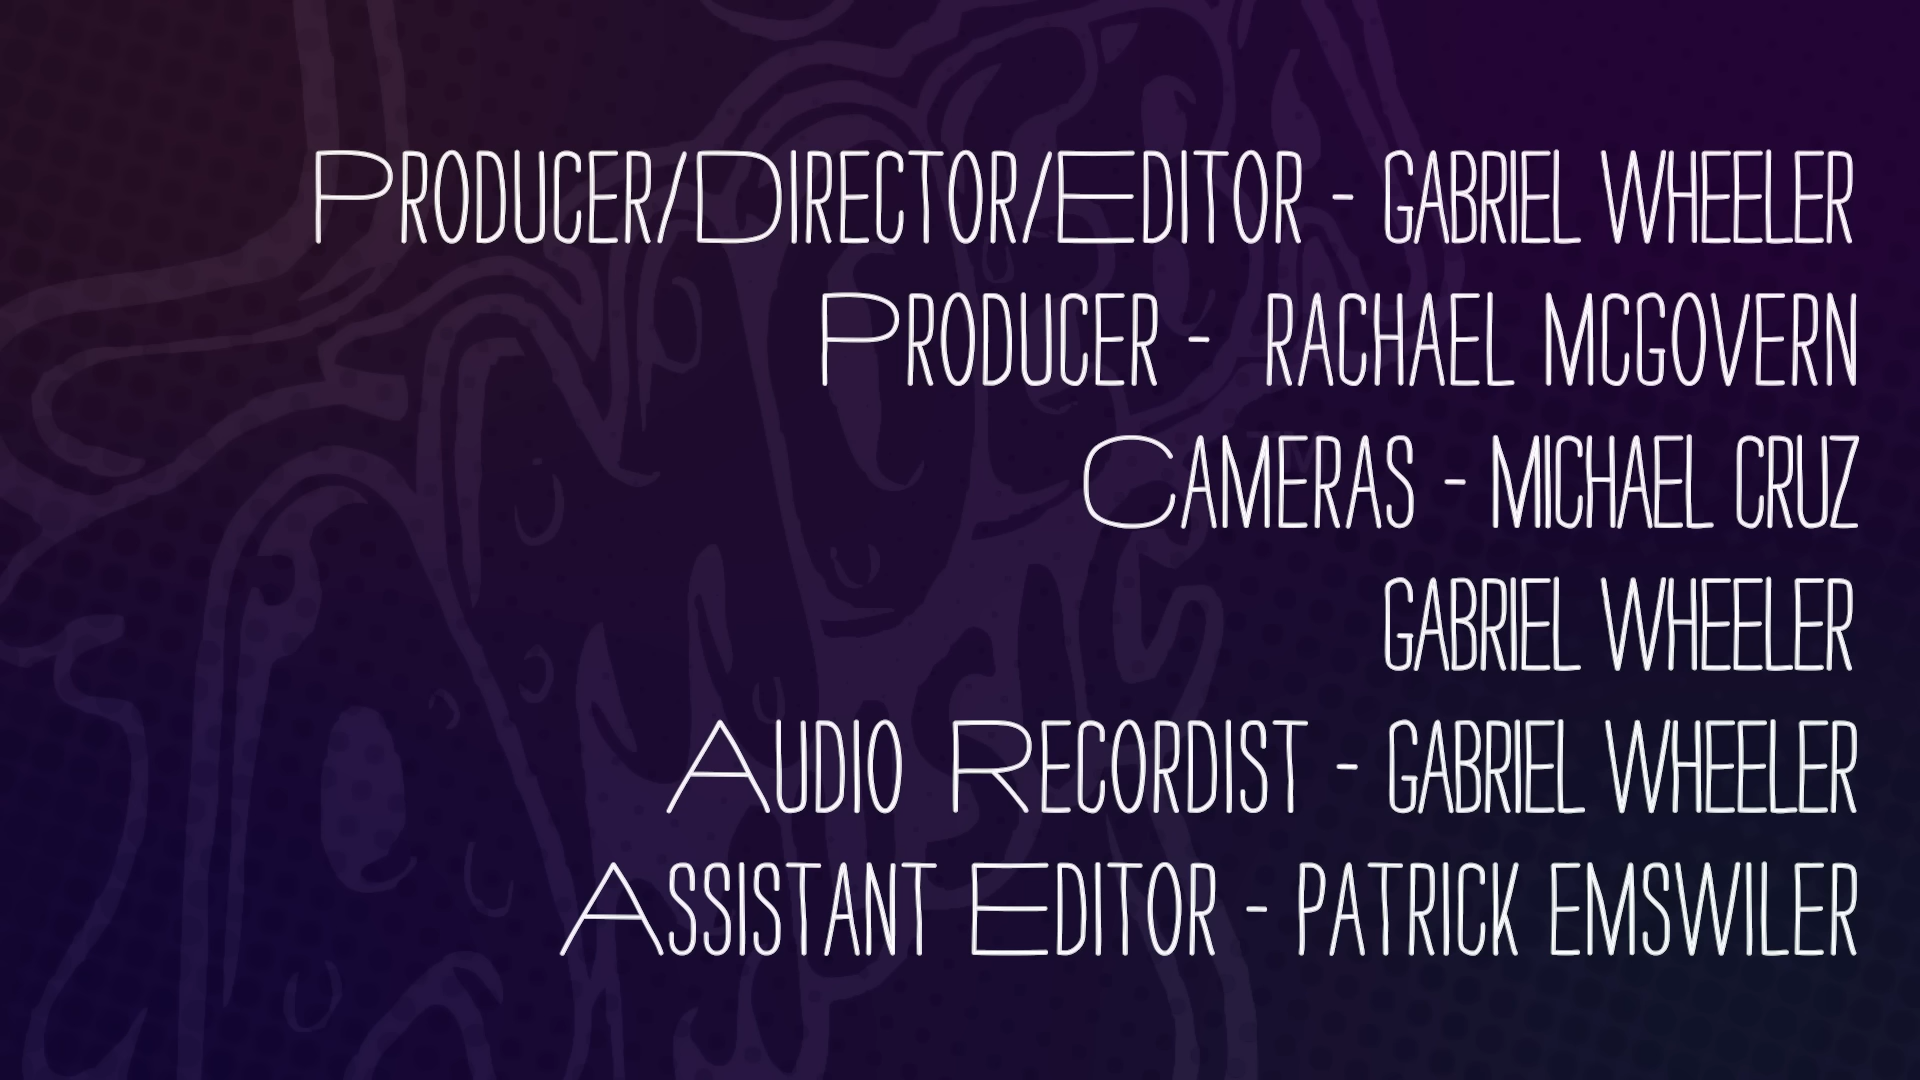 Producer/Director/Editor - Gabriel Wheeler
Producer - Rachael McGovern
Cameras - Michael Cruz
Gabriel Wheeler
Audio Recordist - Gabriel Wheeler
Assistant Editor - Patrick Emswiler